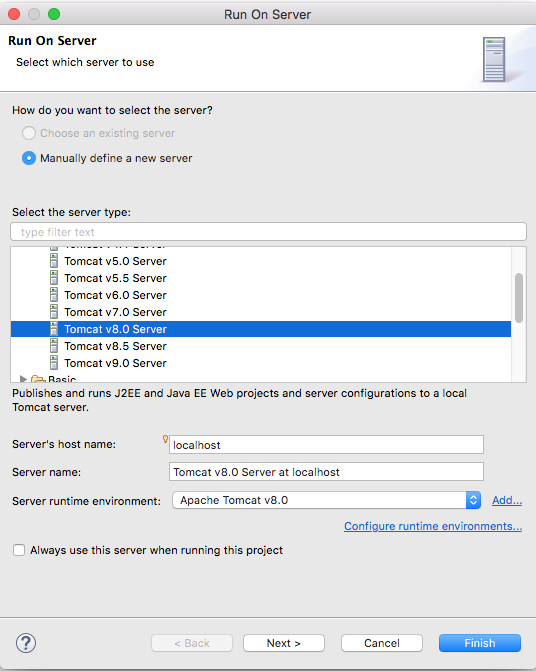 Run On Server
Run On Server
Select which server to use
How do you want to select the server?
Choose an existing server
Manually define a new server
Select the server type:
type filter text
Tomcat v5.0 Server
Tomcat v5.5 Server
Tomcat v6.0 Server
Tomcat v7.0 Server
Tomcat v8.0 Server
Tomcat v8.5 Server
Tomcat v9.0 Server
Basic
Publishes and runs J2EE and Java EE Web projects and server configurations to a local
Tomcat server.
Server's host name: localhost
Server name: Tomcat v8.0 Server at localhost
Server runtime environment: Apache Tomcat v8.0 Add...
Configure runtime environments...
Always use this server when running this project
? < Back Next > Cancel Finish